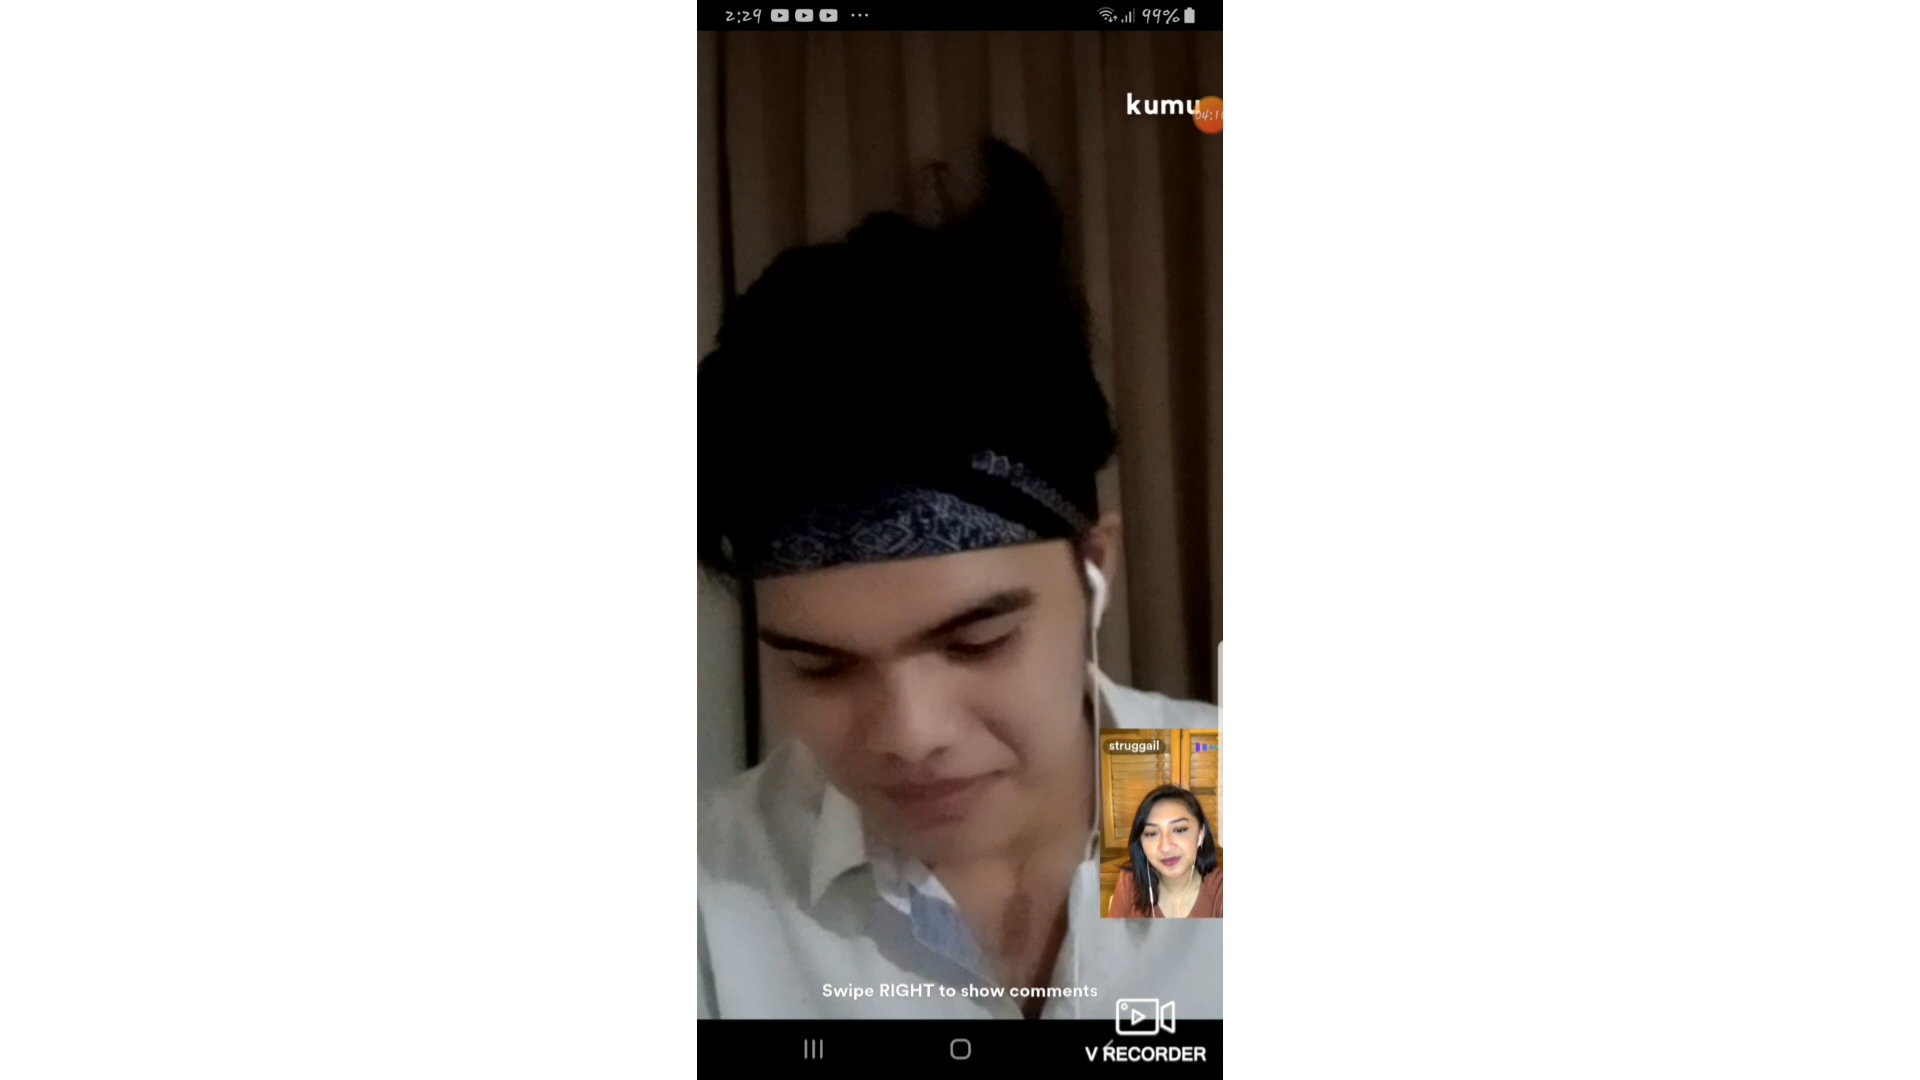 2:29
99%
kumu
struggail
Swipe RIGHT to show comments
V RECORDER